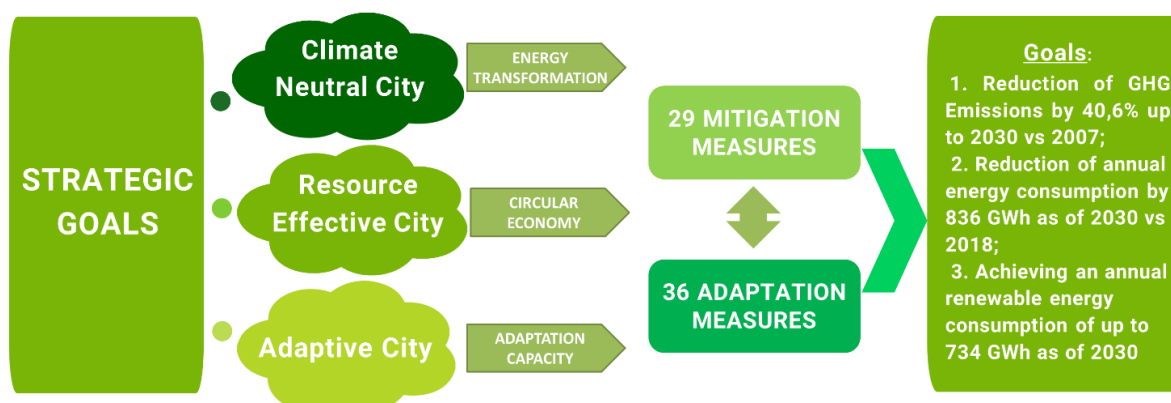 STRATEGIC
GOALS
Climate
Neutral City
Resource
Effective City
Adaptive City
ENERGY
TRANSFORMATION
CIRCULAR
ECONOMY
ADAPTATION
CAPACITY
29 MITIGATION
MEASURES
36 ADAPTATION
MEASURES
Goals:
1. Reduction of GHG
Emissions by 40,6% up
to 2030 vs 2007;
2. Reduction of annual
energy consumption by
836 GWh as of 2030 vs
2018;
3. Achieving an annual
renewable energy
consumption of up to
734 GWh as of 2030